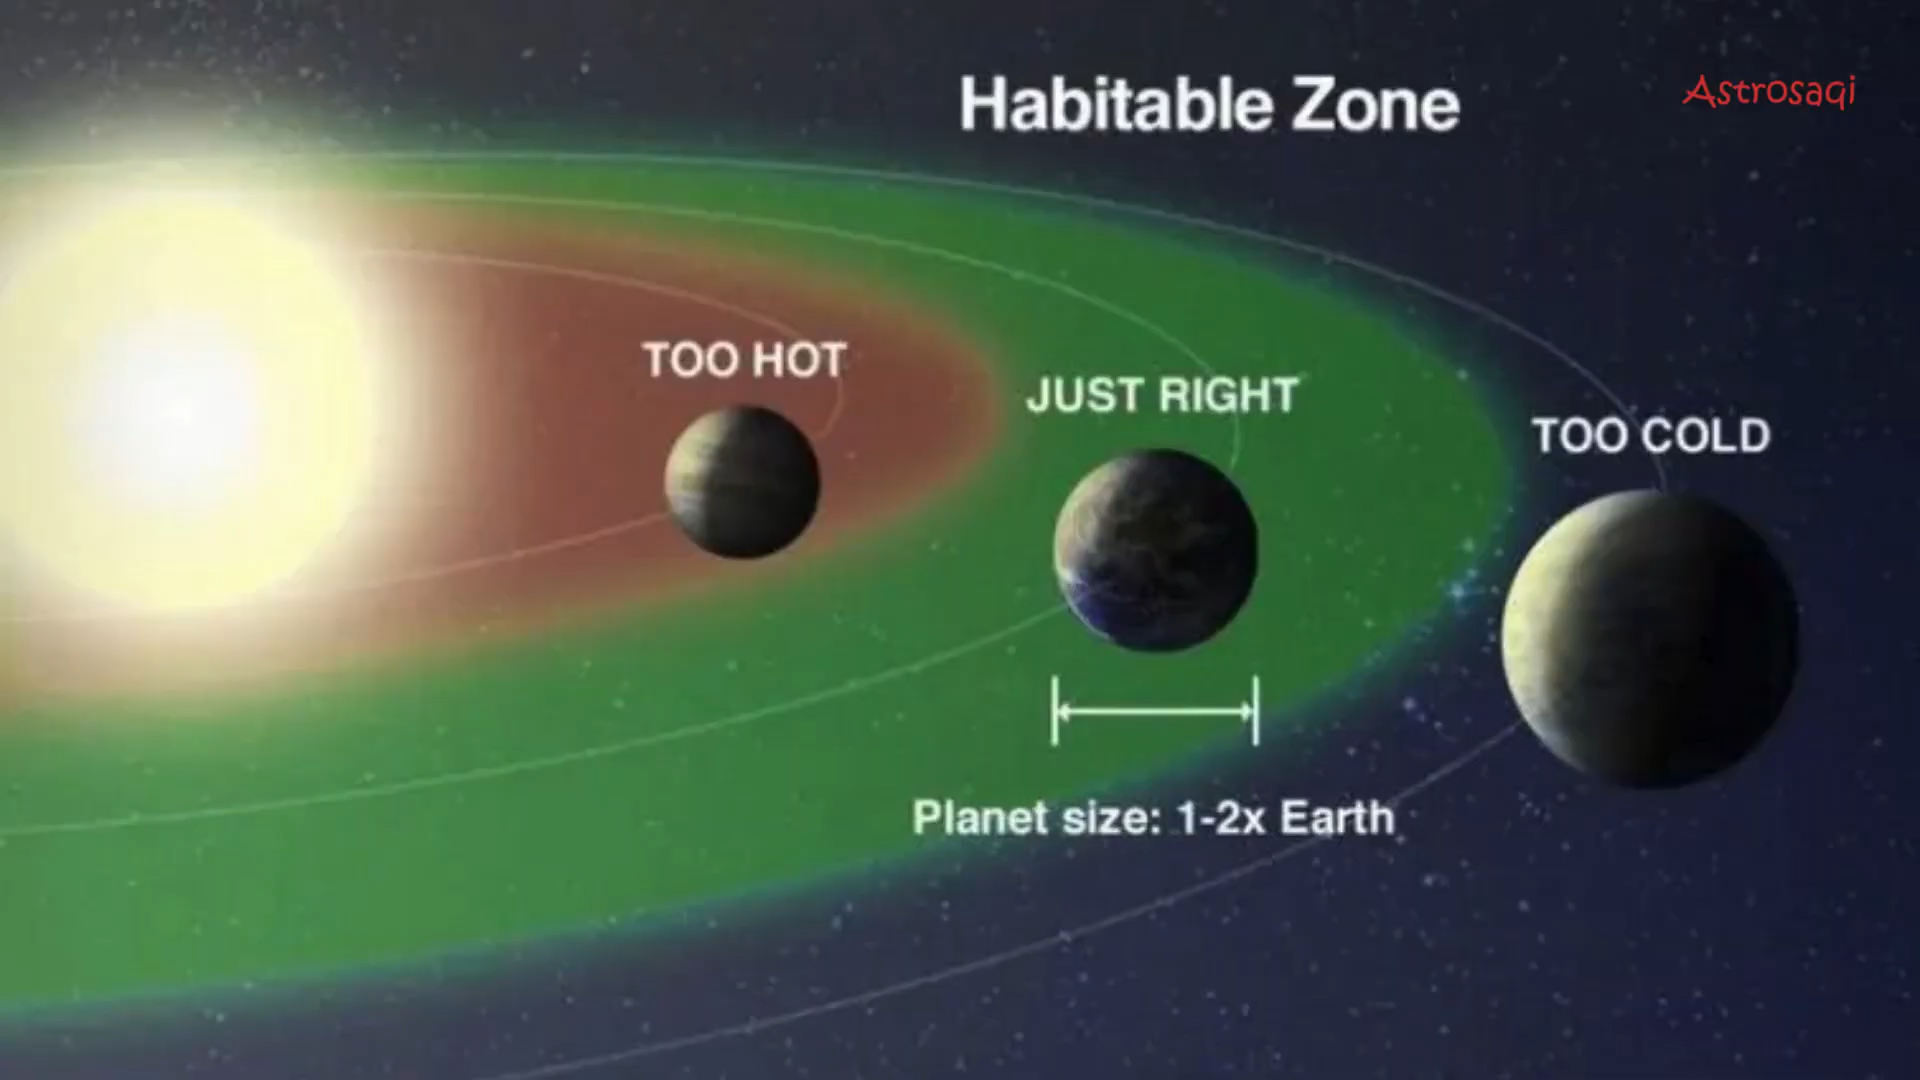 Habitable Zone
Astrosaqi
TOO HOT
JUST RIGHT
TOO COLD
Planet size: 1-2x Earth